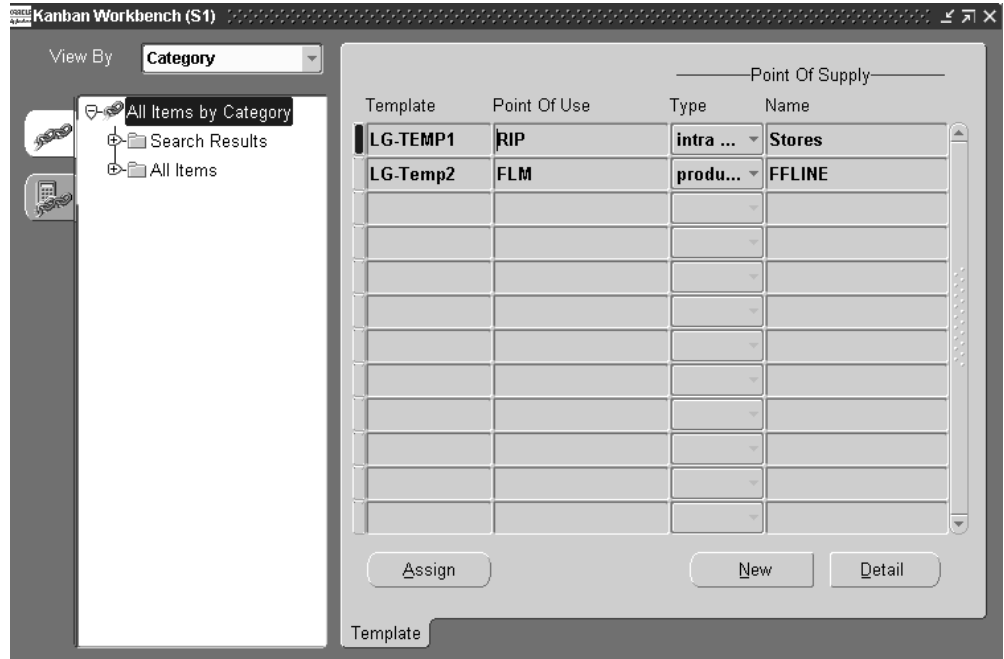 Kanban Workbench (S1)
View By Category
All Items by Category
Search Results
All Items
Point Of Supply
Template Point Of Use Type Name
LG-TEMP1 RIP intra ... Stores
LG-Temp2 FLM produ... FFLINE
Assign New Detail
Template